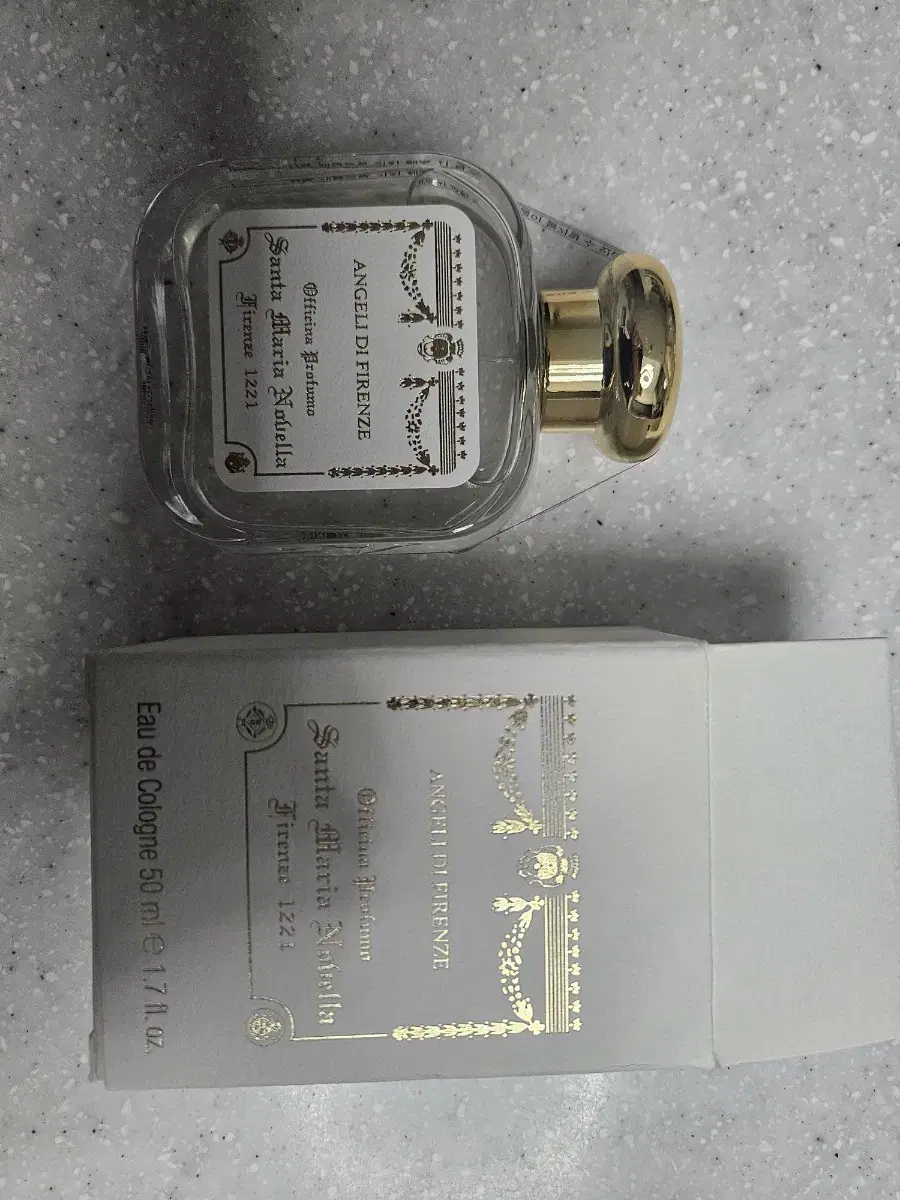 ANGELI DI FIRENZE
Officina Profumo
Santa Maria Novella
Firenze 1221
ANGELI DI FIRENZE
Officina Profumo
Santa Maria Novella
Firenze 1221
Eau de Cologne 50 ml ℮ 1.7 fl. oz.